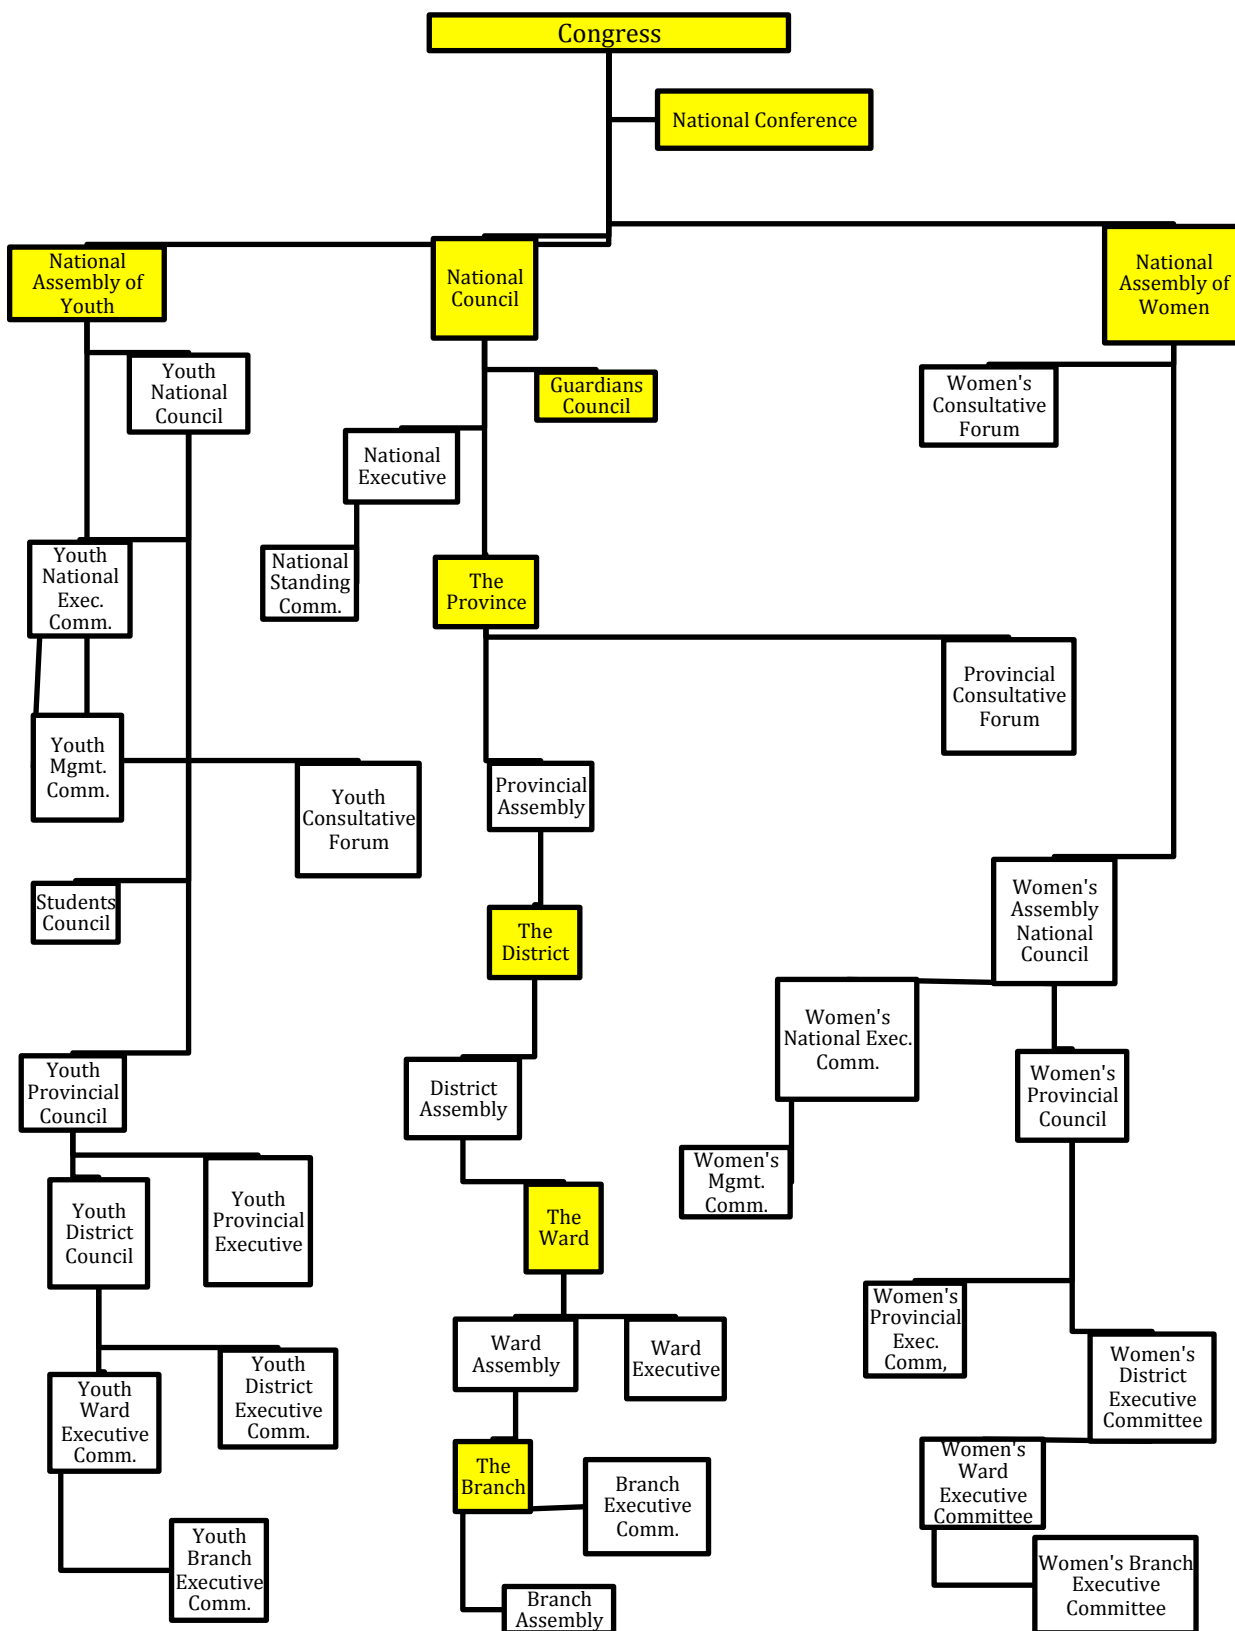 Congress
National Conference
National
Assembly of
Youth
National
Council
National
Assembly of
Women
Youth
National
Council
Guardians
Council
Women's
Consultative
Forum
National
Executive
Youth
National
Exec.
Comm.
National
Standing
Comm.
The
Province
Provincial
Consultative
Forum
Youth
Mgmt.
Comm.
Youth
Consultative
Forum
Provincial
Assembly
Students
Council
The
District
Women's
Assembly
National
Council
Women's
National Exec.
Comm.
Youth
Provincial
Council
District
Assembly
Women's
Provincial
Council
Women's
Mgmt.
Comm.
Youth
District
Council
Youth
Provincial
Executive
The
Ward
Women's
Provincial
Exec.
Comm,
Ward
Assembly
Ward
Executive
Women's
District
Executive
Committee
Youth
Ward
Executive
Comm.
Youth
District
Executive
Comm.
The
Branch
Branch
Executive
Comm.
Women's
Ward
Executive
Committee
Youth
Branch
Executive
Comm.
Branch
Assembly
Women's Branch
Executive
Committee